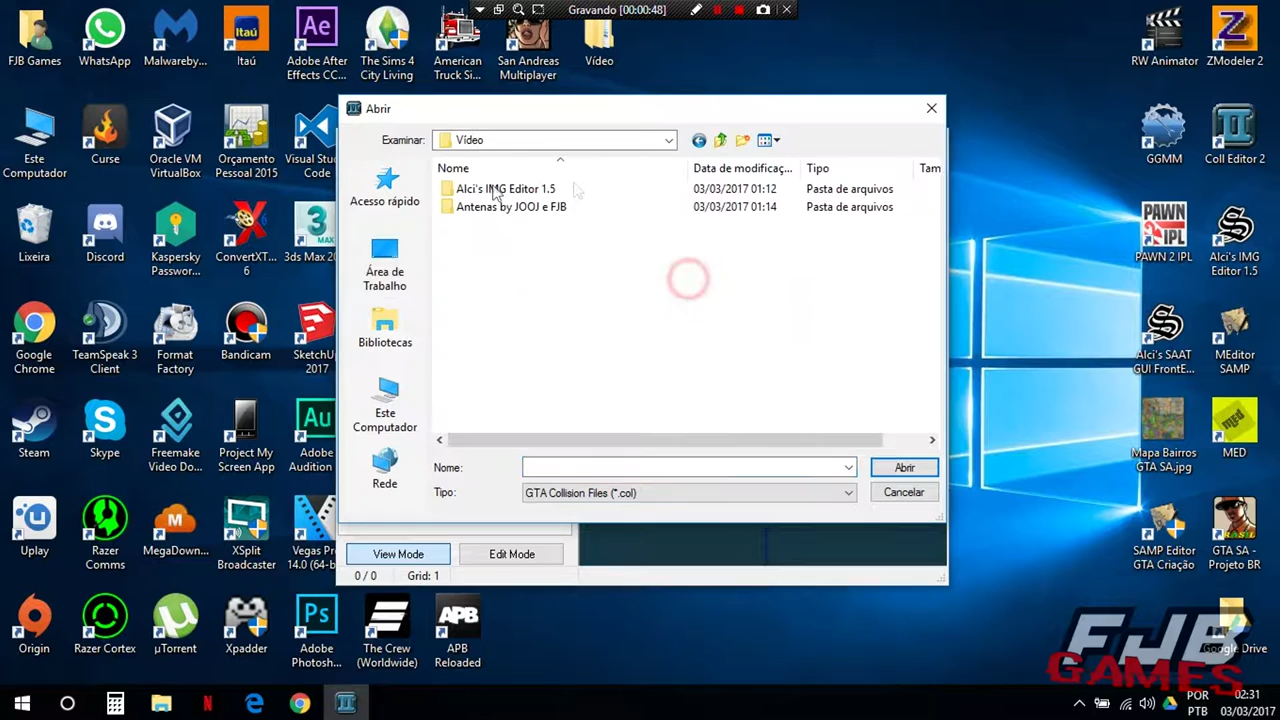 Gravando [00:00:48]
FJB Games
WhatsApp
Malwareby...
Itaú
Adobe After
Effects CC...
The Sims 4
City Living
American
Truck Si...
San Andreas
Multiplayer
Vídeo
RW Animator
ZModeler 2
Este
Computador
Curse
Oracle VM
VirtualBox
Orçamento
Pessoal 2015
Visual Stu
Code
GGMM
Coll Editor 2
Lixeira
Discord
Kaspersky
Passwor...
ConvertXT...
6
3ds Max 20
PAWN 2 IPL
Alci's IMG
Editor 1.5
Google
Chrome
TeamSpeak 3
Client
Format
Factory
Bandicam
SketchU
2017
Alci's SAAT
GUI FrontE...
MEditor
SAMP
Steam
Skype
Freemake
Video Do...
Project My
Screen App
Adobe
Audition
Mapa Bairros
GTA SA.jpg
MED
Uplay
Razer
Comms
MegaDown...
XSplit
Broadcaster
Vegas Pr
14.0 (64-b
SAMP Editor
GTA Criação
GTA SA -
Projeto BR
Origin
Razer Cortex
µTorrent
Xpadder
Adobe
Photosh...
The Crew
(Worldwide)
APB
Reloaded
Google Drive
Abrir
Examinar:
Vídeo
Nome
Data de modificaç...
Tipo
Tam
Alci's IMG Editor 1.5
03/03/2017 01:12
Pasta de arquivos
Antenas by JOOJ e FJB
03/03/2017 01:14
Pasta de arquivos
Acesso rápido
Área de
Trabalho
Bibliotecas
Este
Computador
Rede
Nome:
Abrir
Tipo:
GTA Collision Files (*.col)
Cancelar
View Mode
Edit Mode
0 / 0
Grid: 1
FJB
GAMES
POR
PTB
02:31
03/03/2017